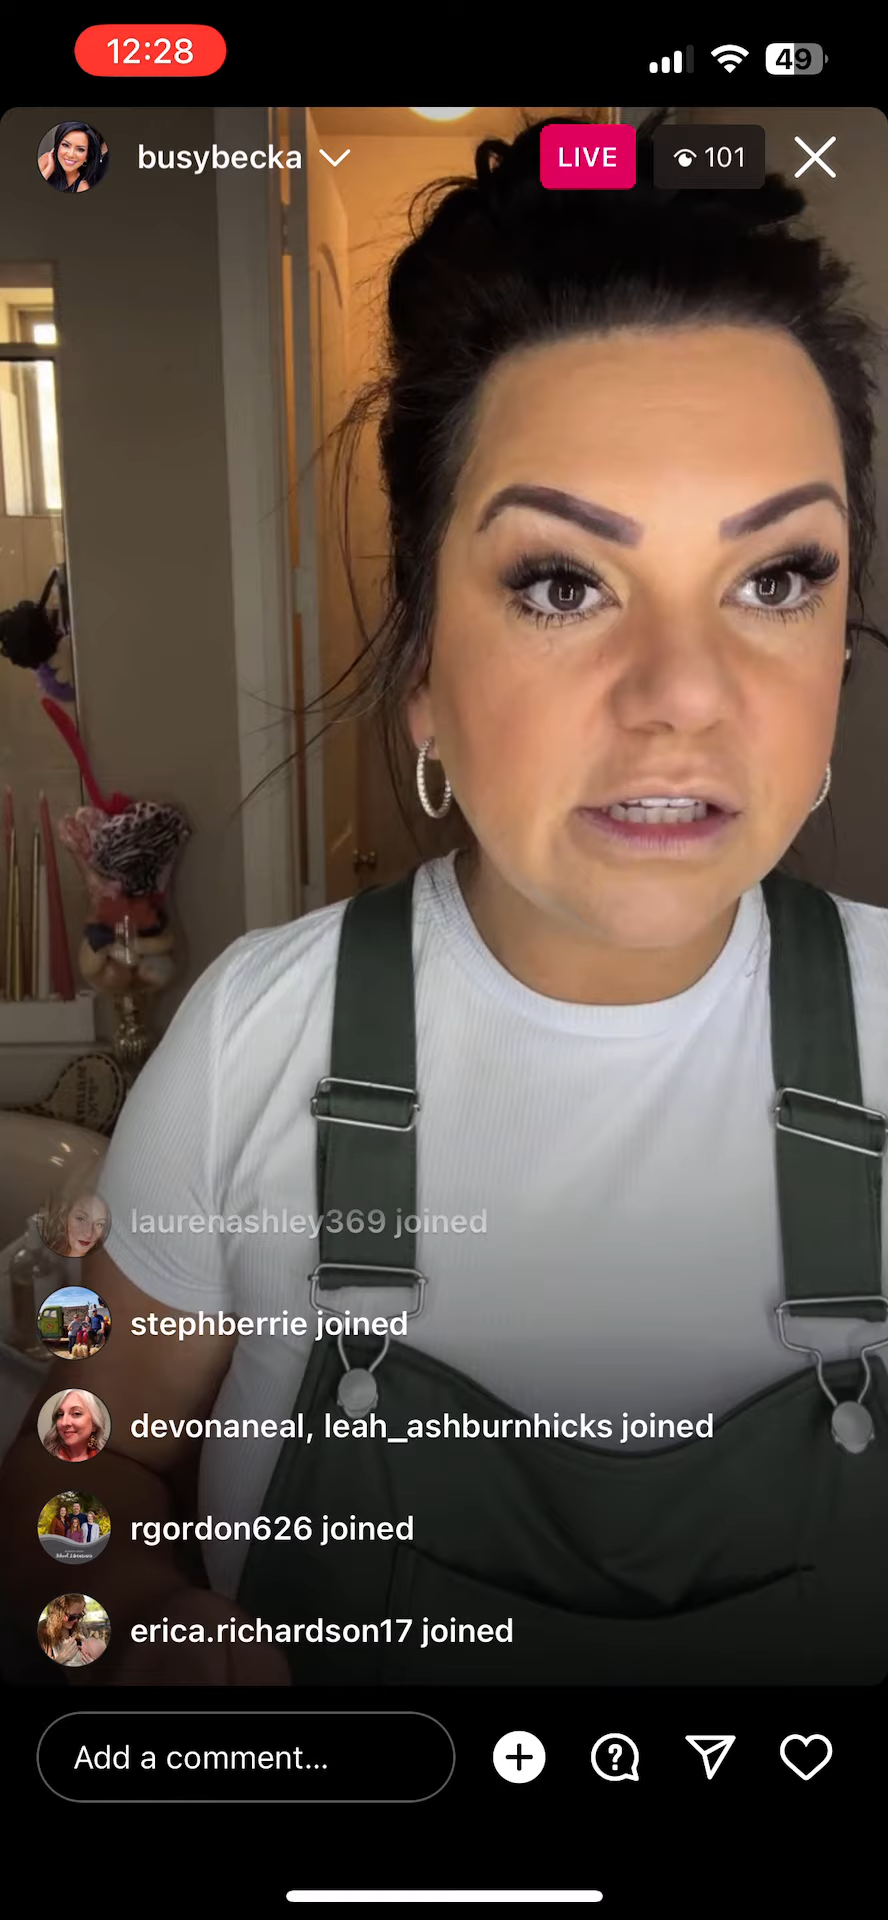 12:28
49
busybecka
LIVE
101
laurenashley369 joined
stephberrie joined
devonaneal, leah_ashburnhicks joined
rgordon626 joined
erica.richardson17 joined
Add a comment...